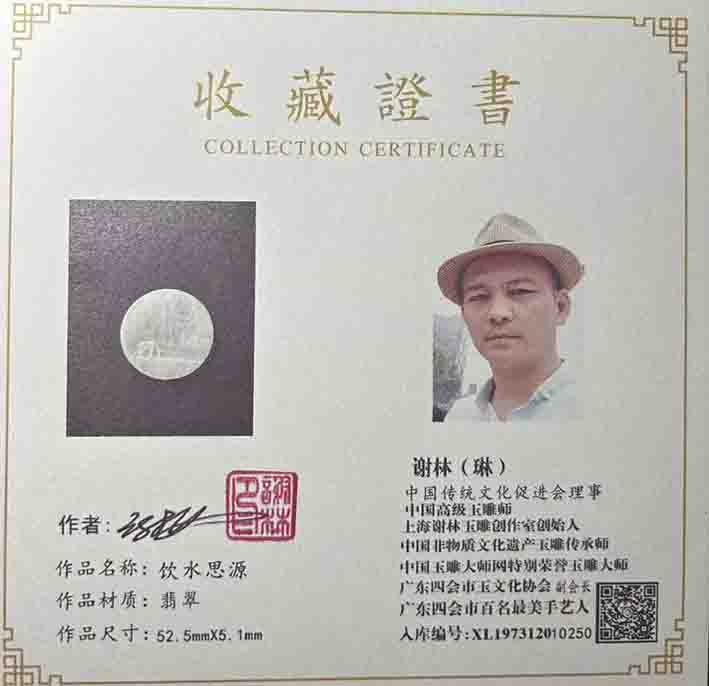 收藏證書
COLLECTION CERTIFICATE
作者:
谢林
作品名称: 饮水思源
作品材质: 翡翠
作品尺寸: 52.5mmX5.1mm
谢林（琳）
中国传统文化促进会理事
中国高级玉雕师
上海谢林玉雕创作室创始人
中国非物质文化遗产玉雕传承师
中国玉雕大师网特别荣誉玉雕大师
广东四会市玉文化协会 副会长
广东四会市百名最美手艺人
入库编号:XL197312010250